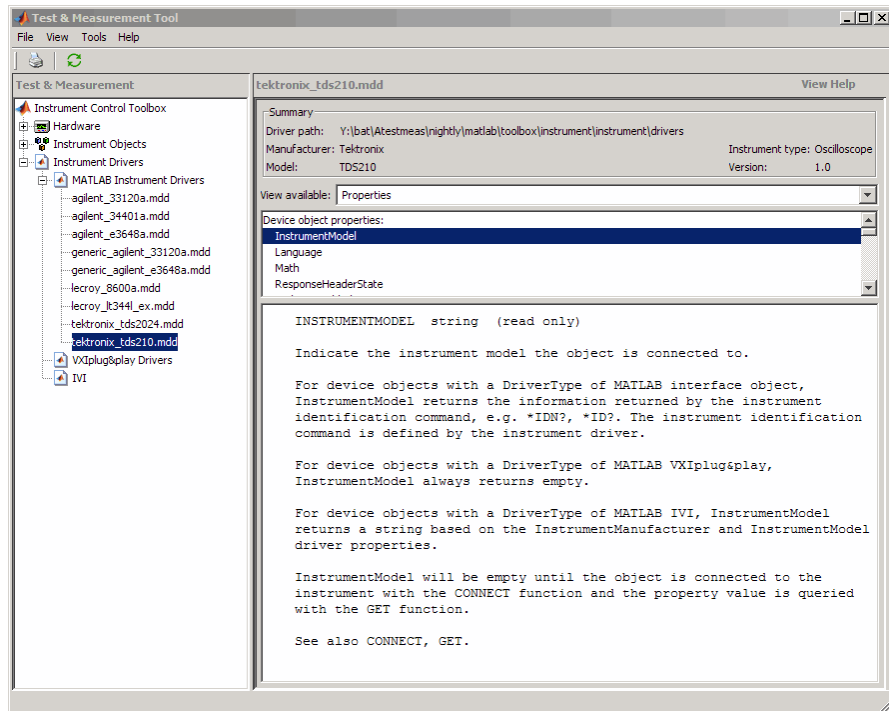 Test & Measurement Tool
File View Tools Help
Test & Measurement
Instrument Control Toolbox
Hardware
Instrument Objects
Instrument Drivers
MATLAB Instrument Drivers
agilent_33120a.mdd
agilent_34401a.mdd
agilent_e3648a.mdd
generic_agilent_33120a.mdd
generic_agilent_e3648a.mdd
lecroy_8600a.mdd
lecroy_lt344l_ex.mdd
tektronix_tds2024.mdd
tektronix_tds210.mdd
VXIplug&play Drivers
IVI
tektronix_tds210.mdd View Help
Summary
Driver path: Y:\bat\Atestmeas\nightly\matlab\toolbox\instrument\instrument\drivers
Manufacturer: Tektronix Instrument type: Oscilloscope
Model: TDS210 Version: 1.0
View available: Properties
Device object properties:
InstrumentModel
Language
Math
ResponseHeaderState
INSTRUMENTMODEL string (read only)
Indicate the instrument model the object is connected to.
For device objects with a DriverType of MATLAB interface object,
InstrumentModel returns the information returned by the instrument
identification command, e.g. *IDN?, *ID?. The instrument identification
command is defined by the instrument driver.
For device objects with a DriverType of MATLAB VXIplug&play,
InstrumentModel always returns empty.
For device objects with a DriverType of MATLAB IVI, InstrumentModel
returns a string based on the InstrumentManufacturer and InstrumentModel
driver properties.
InstrumentModel will be empty until the object is connected to the
instrument with the CONNECT function and the property value is queried
with the GET function.
See also CONNECT, GET.